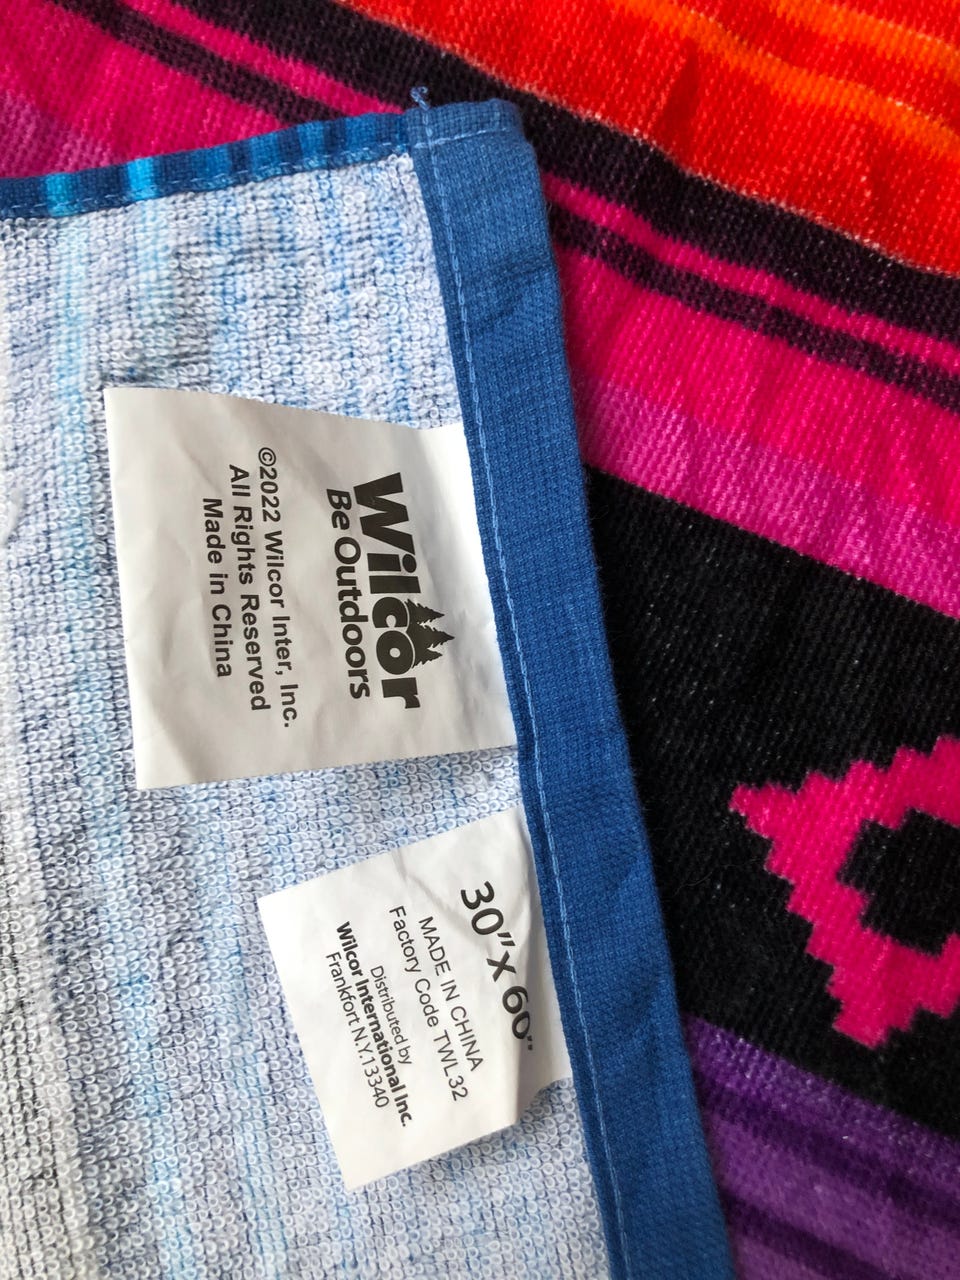 Wilcor
Be Outdoors
©2022 Wilcor Inter, Inc.
All Rights Reserved
Made in China
30" x 60"
MADE IN CHINA
Factory Code TWL32
Distributed by
Wilcor International Inc.
Frankfort N.Y.13340